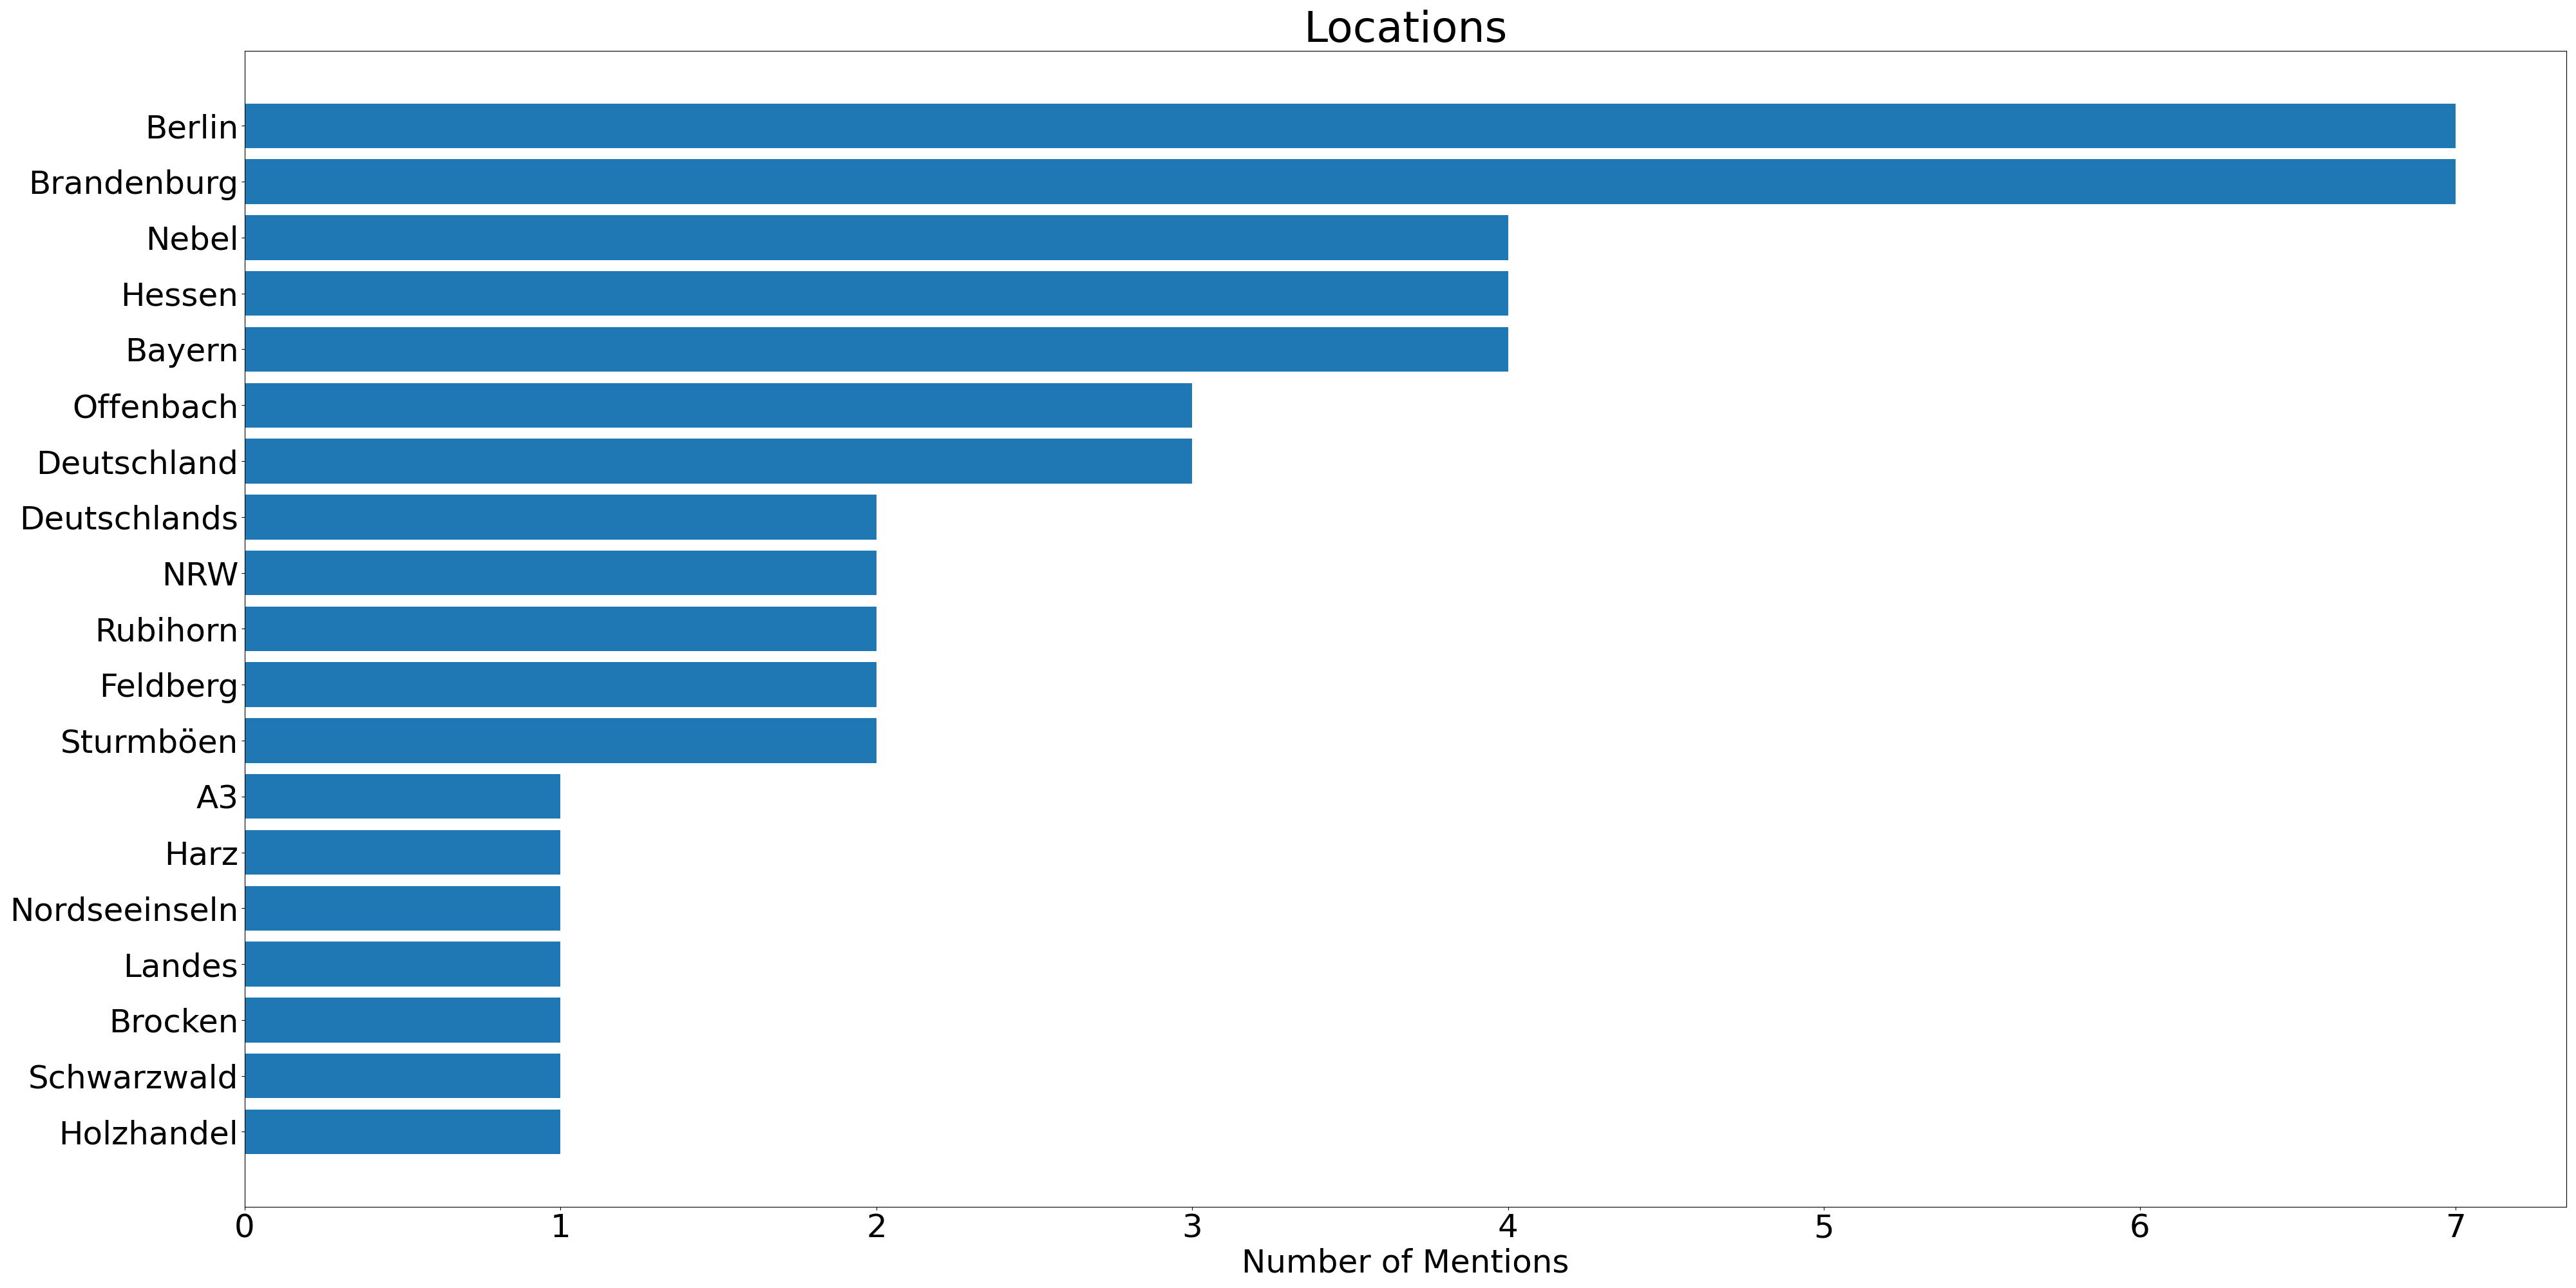 Locations
Berlin
Brandenburg
Nebel
Hessen
Bayern
Offenbach
Deutschland
Deutschlands
NRW
Rubihorn
Feldberg
Sturmböen
A3
Harz
Nordseeinseln
Landes
Brocken
Schwarzwald
Holzhandel
0 1 2 3 4 5 6 7
Number of Mentions